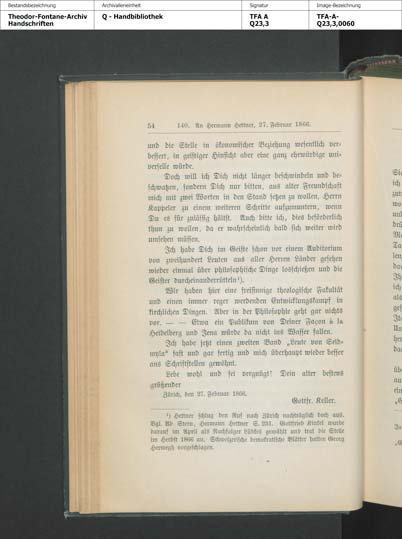 Bestandsbezeichnung Archivalieneinheit Signatur Image-Bezeichnung
Theodor-Fontane-Archiv Q - Handbibliothek TFA A TFA-A-
Handschriften Q23,3 Q23,3,0060
54 140. An Hermann Hettner, 27. Februar 1866.
und die Stelle in ökonomischer Beziehung wesentlich ver-
bessert, in geistiger Hinsicht aber eine ganz ehrwürdige uni-
verselle würde.
Doch will ich Dich nicht länger beschwindeln und be-
schwatzen, sondern Dich nur bitten, aus alter Freundschaft
mich mit zwei Worten in den Stand setzen zu wollen, Herrn
Kappeler zu einem weiteren Schritte aufzumuntern, wenn
Du es für zulässig hältst. Auch bitte ich, dies beförderlich
thun zu wollen, da er wahrscheinlich bald sich weiter wird
umsehen müssen.
Ich habe Dich im Geiste schon vor einem Auditorium
von zweihundert Leuten aus aller Herren Länder gesehen
wieder einmal über philosophische Dinge losschießen und die
Geister durcheinanderrütteln¹).
Wir haben hier eine freisinnige theologische Fakultät
und einen immer reger werdenden Entwicklungskampf in
kirchlichen Dingen. Aber in der Philosophie geht gar nichts
vor. — — Etwa ein Publikum von Deiner Façon à la
Heidelberg und Jena würde da nicht ins Wasser fallen.
Ich habe jetzt einen zweiten Band „Leute von Seld-
wyla“ fast und gar fertig und mich überhaupt wieder besser
ans Schriftstellen gewöhnt.
Lebe wohl und sei vergnügt! Dein alter bestens
grüßender
Zürich, den 27. Februar 1866.
Gottfr. Keller.
¹) Hettner schlug den Ruf nach Zürich nachträglich doch aus.
Vgl. Ad. Stern, Hermann Hettner S. 231. Gottfried Kinkel wurde
darauf im April als Nachfolger Lübkes gewählt und trat die Stelle
im Herbst 1866 an. Schweizerische demokratische Blätter hatten Georg
Herwegh vorgeschlagen.